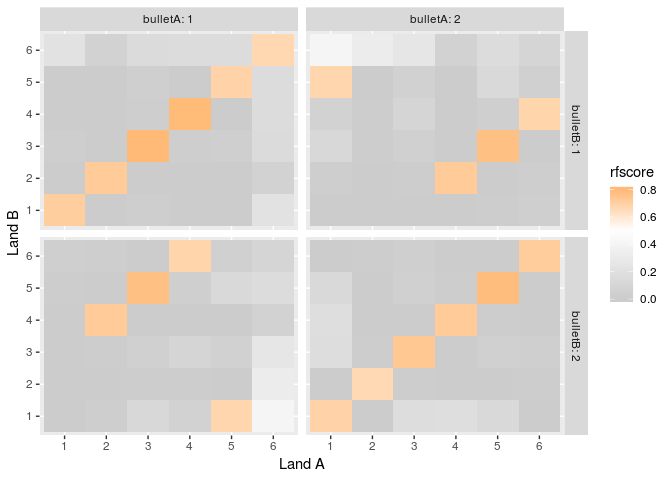 bulletA: 1
bulletA: 2
6
5
4
3
2
1
bulletB: 1
Land B
rfscore
0.8
0.6
0.4
0.2
0.0
6
5
4
3
2
1
bulletB: 2
1 2 3 4 5 6
1 2 3 4 5 6
Land A